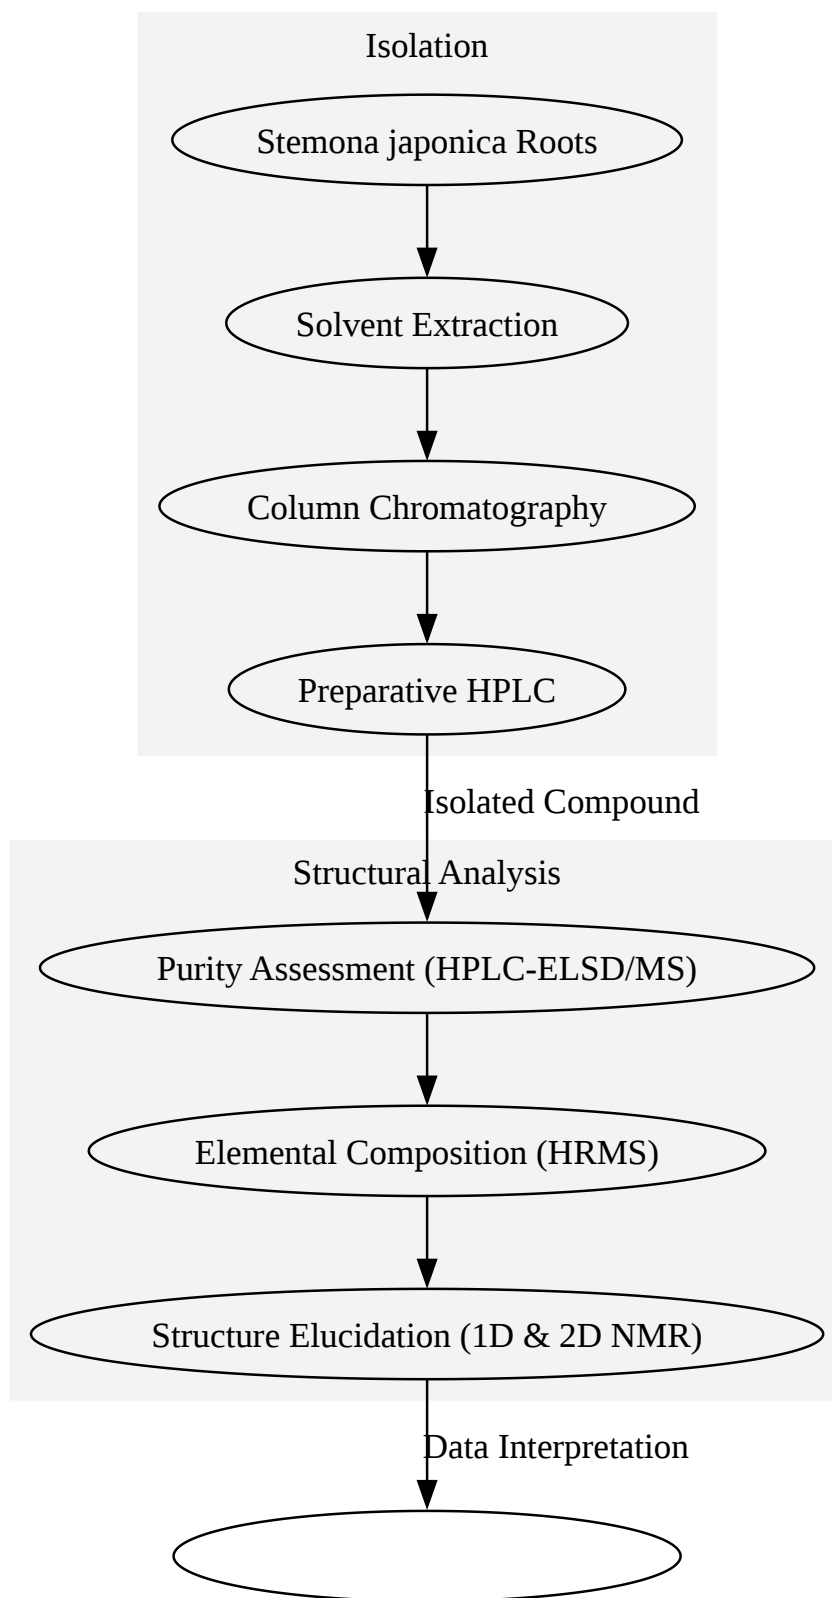 Isolation
Stemona japonica Roots
Solvent Extraction
Column Chromatography
Preparative HPLC
Isolated Compound
Structural Analysis
Purity Assessment (HPLC-ELSD/MS)
Elemental Composition (HRMS)
Structure Elucidation (1D & 2D NMR)
Data Interpretation